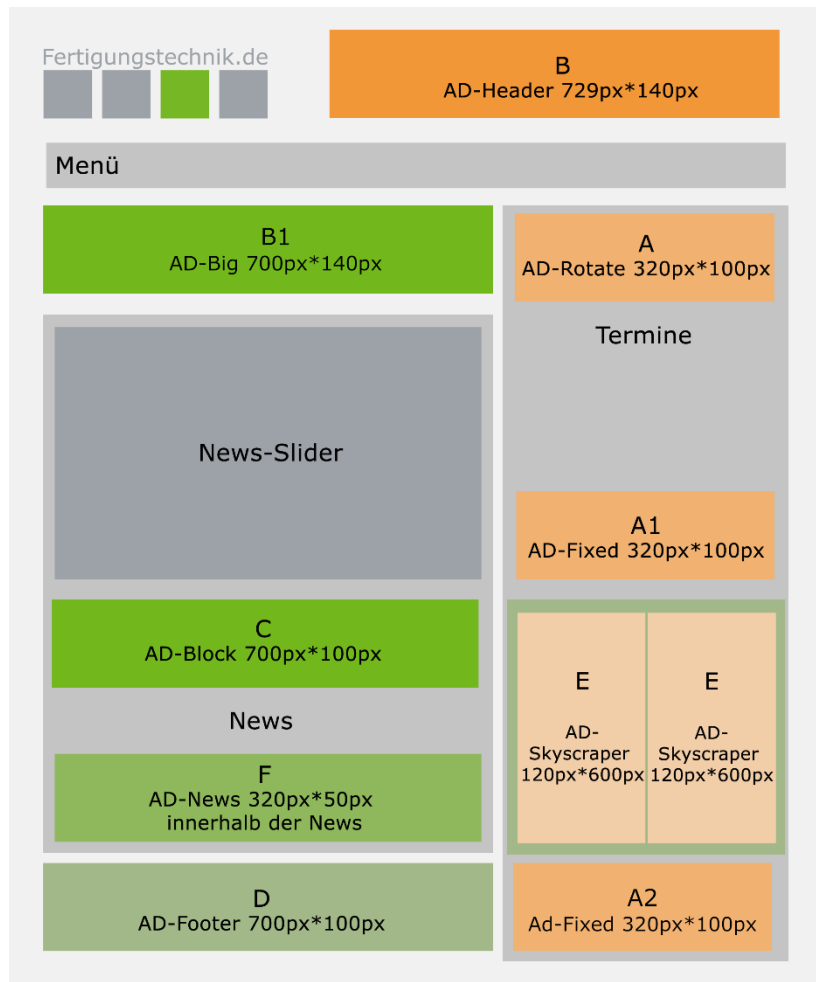 Fertigungstechnik.de
B
AD-Header 729px*140px
Menü
B1
AD-Big 700px*140px
A
AD-Rotate 320px*100px
Termine
News-Slider
A1
AD-Fixed 320px*100px
C
AD-Block 700px*100px
News
F
AD-News 320px*50px
innerhalb der News
E
AD-
Skyscraper
120px*600px
E
AD-
Skyscraper
120px*600px
D
AD-Footer 700px*100px
A2
Ad-Fixed 320px*100px